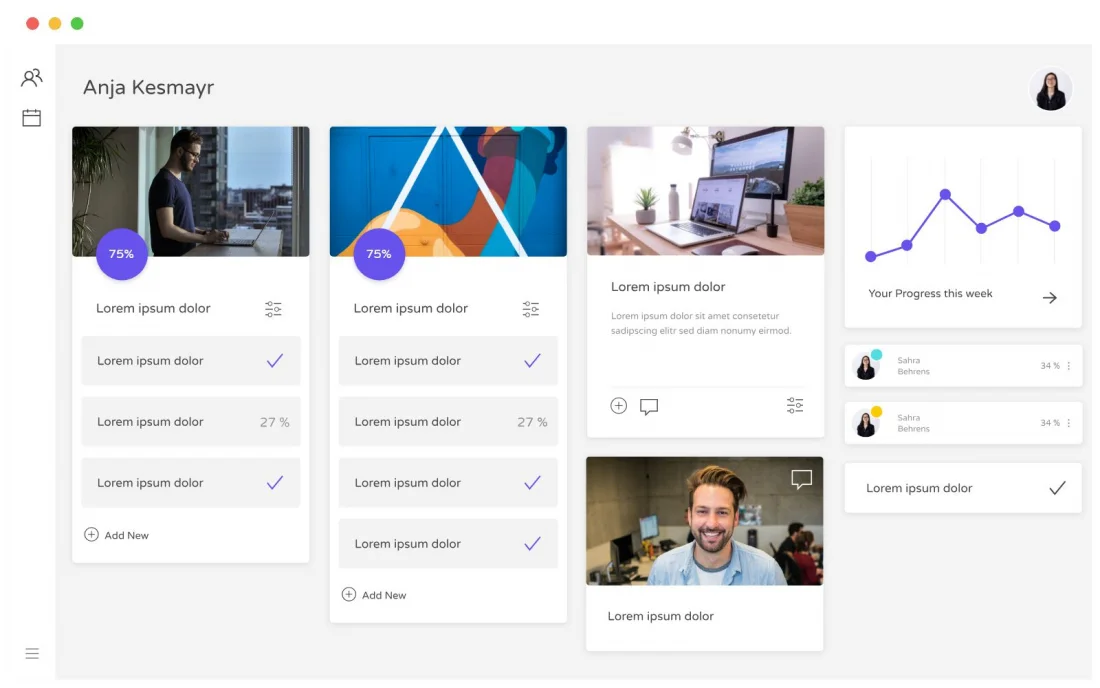 Anja Kesmayr
75%
Lorem ipsum dolor
Lorem ipsum dolor
Lorem ipsum dolor
27 %
Lorem ipsum dolor
Add New
75%
Lorem ipsum dolor
Lorem ipsum dolor
Lorem ipsum dolor
27 %
Lorem ipsum dolor
Lorem ipsum dolor
Add New
Lorem ipsum dolor
Lorem ipsum dolor sit amet consetetur
sadipscing elitr sed diam nonumy eirmod.
Lorem ipsum dolor
Your Progress this week
Sahra
Behrens
34 %
Sahra
Behrens
34 %
Lorem ipsum dolor